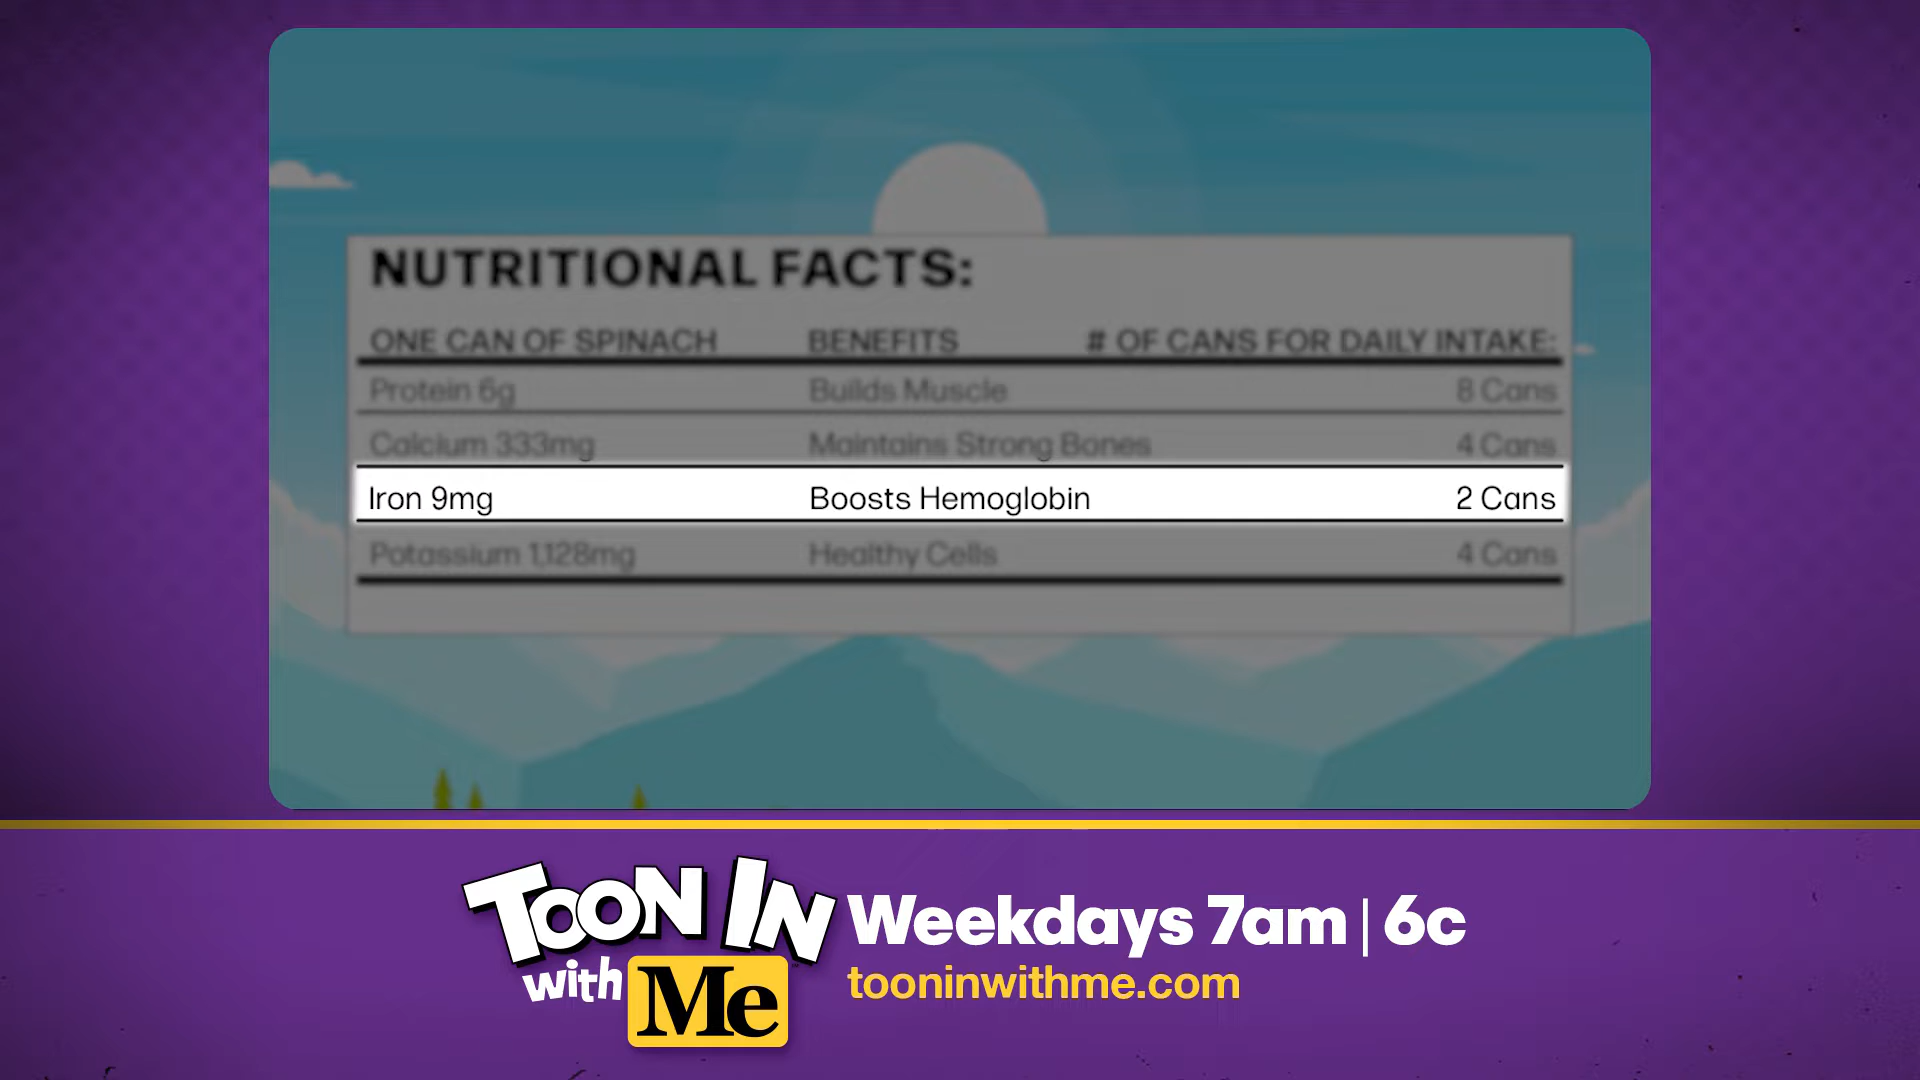 NUTRITIONAL FACTS:
ONE CAN OF SPINACH BENEFITS # OF CANS FOR DAILY INTAKE:
Protein 6g Builds Muscle 8 Cans
Calcium 333mg Maintains Strong Bones 4 Cans
Iron 9mg Boosts Hemoglobin 2 Cans
Potassium 1,128mg Healthy Cells 4 Cans
TOON IN
with Me
Weekdays 7am | 6c
tooninwithme.com